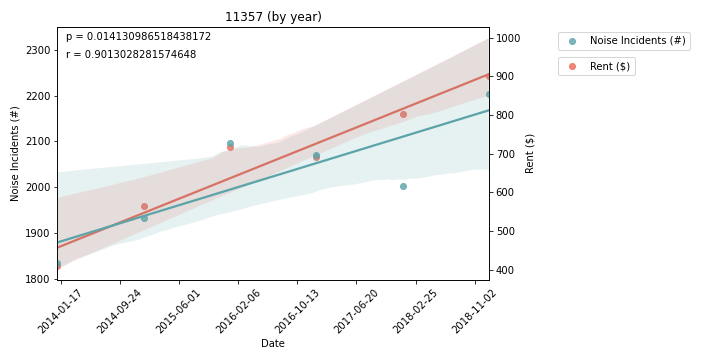 11357 (by year)
p = 0.014130986518438172
r = 0.9013028281574648
Noise Incidents (#)
Rent ($)
2300
2200
2100
2000
1900
1800
Noise Incidents (#)
1000
900
800
700
600
500
400
Rent ($)
2014-01-17
2014-09-24
2015-06-01
2016-02-06
2016-10-13
2017-06-20
2018-02-25
2018-11-02
Date